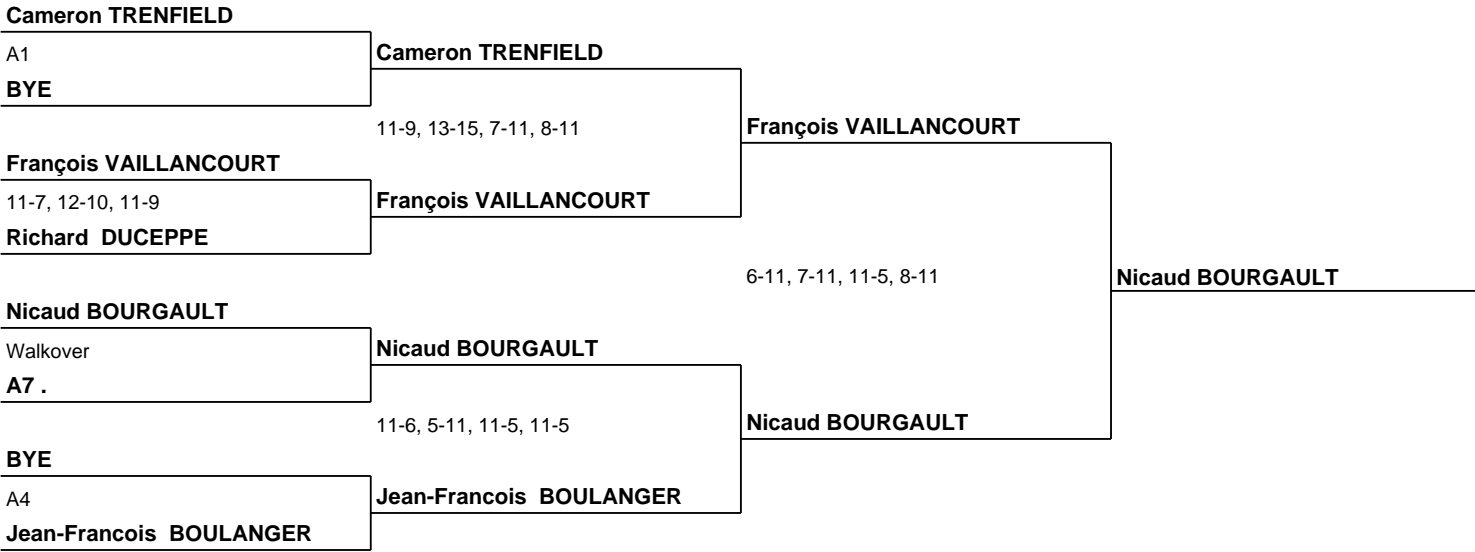 Cameron TRENFIELD
A1
BYE
Cameron TRENFIELD
11-9, 13-15, 7-11, 8-11
François VAILLANCOURT
François VAILLANCOURT
11-7, 12-10, 11-9
Richard DUCEPPE
François VAILLANCOURT
6-11, 7-11, 11-5, 8-11
Nicaud BOURGAULT
Nicaud BOURGAULT
Walkover
A7 .
Nicaud BOURGAULT
11-6, 5-11, 11-5, 11-5
Nicaud BOURGAULT
BYE
A4
Jean-Francois BOULANGER
Jean-Francois BOULANGER